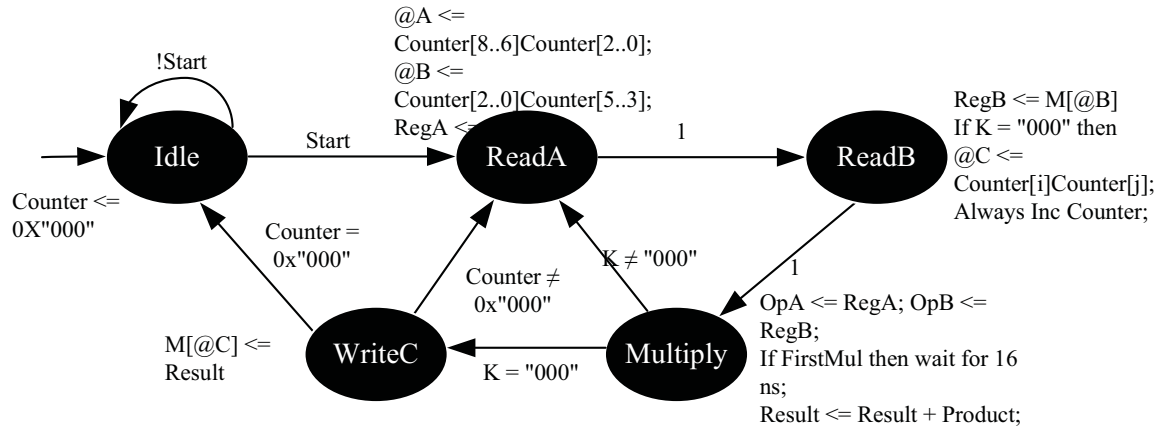 @A <=
Counter[8..6]Counter[2..0];
@B <=
Counter[2..0]Counter[5..3];
RegA <=
!Start
Idle
Start
ReadA
1
ReadB
RegB <= M[@B]
If K = "000" then
@C <=
Counter[i]Counter[j];
Always Inc Counter;
Counter <=
0X"000"
Counter =
0x"000"
Counter ≠
0x"000"
K ≠ "000"
1
M[@C] <=
Result
WriteC
K = "000"
Multiply
OpA <= RegA; OpB <=
RegB;
If FirstMul then wait for 16
ns;
Result <= Result + Product;